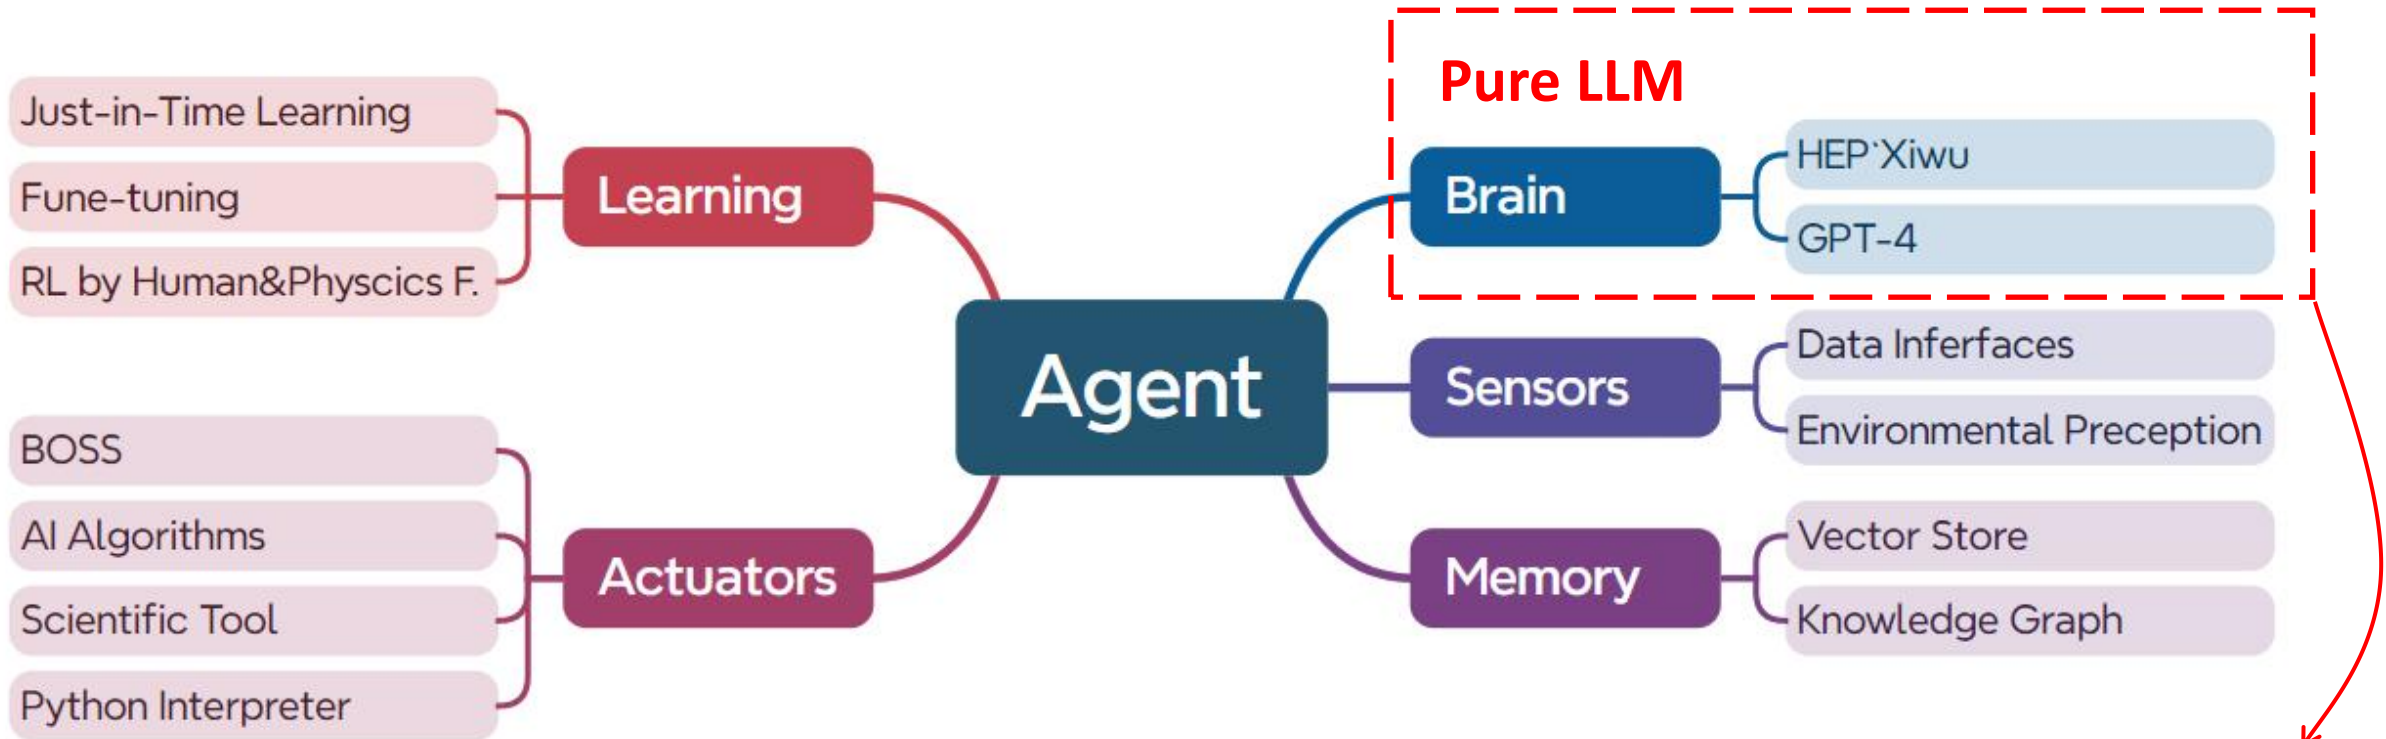 Pure LLM
Just-in-Time Learning
Fune-tuning
RL by Human&Physcics F.
Learning
BOSS
AI Algorithms
Scientific Tool
Python Interpreter
Actuators
Agent
Brain
HEP·Xiwu
GPT-4
Sensors
Data Inferfaces
Environmental Preception
Memory
Vector Store
Knowledge Graph